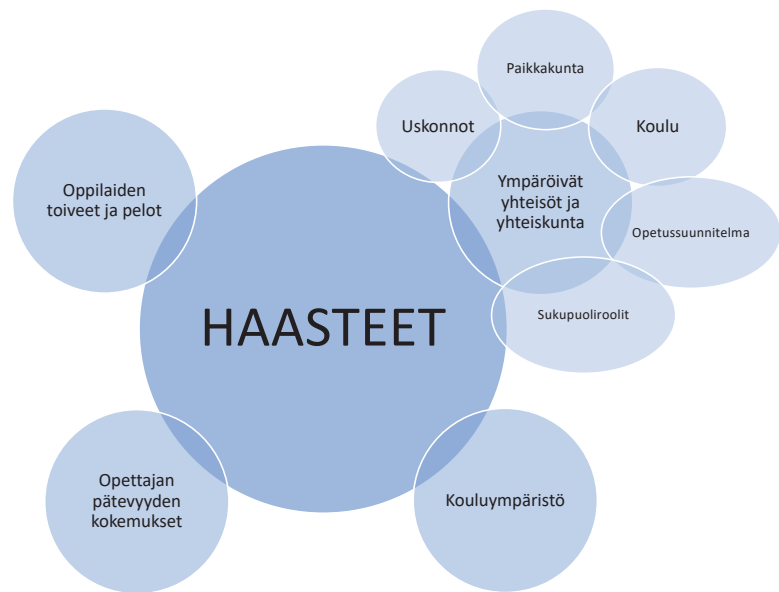 Paikkakunta
Uskonnot
Koulu
Oppilaiden
toiveet ja pelot
Ympäröivät
yhteisöt ja
yhteiskunta
Opetussuunnitelma
Sukupuoliroolit
HAASTEET
Opettajan
pätevyyden
kokemukset
Kouluympäristö